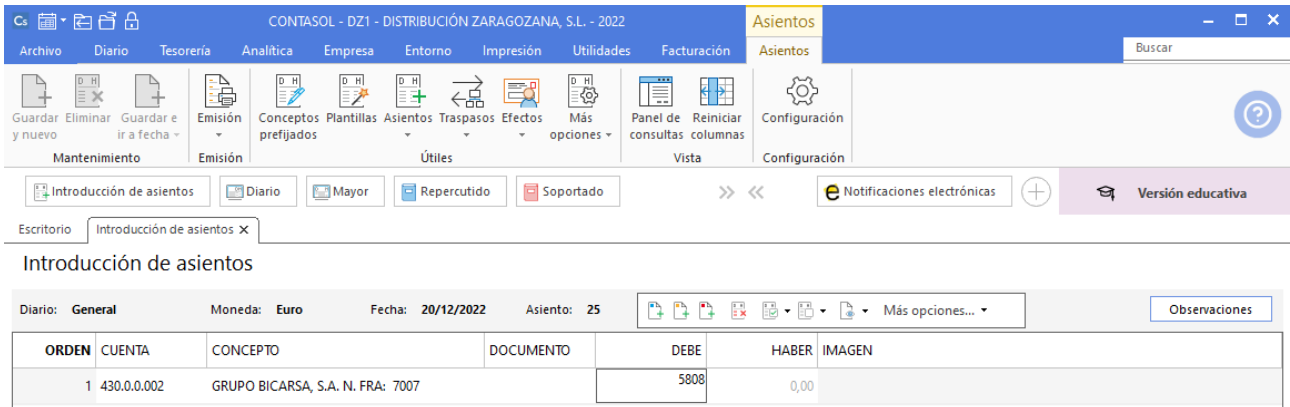 Cs CONTASOL - DZ1 - DISTRIBUCIÓN ZARAGOZANA, S.L. - 2022 Asientos
Archivo Diario Tesorería Analítica Empresa Entorno Impresión Utilidades Facturación Asientos Buscar
Guardar y nuevo
Eliminar
Guardar e ir a fecha
Emisión
Conceptos prefijados
Plantillas
Asientos
Traspasos
Efectos
Más opciones
Panel de consultas
Reiniciar columnas
Configuración
Mantenimiento Emisión Útiles Vista Configuración
Introducción de asientos Diario Mayor Repercutido Soportado Notificaciones electrónicas Versión educativa
Escritorio Introducción de asientos
Introducción de asientos
Diario: General Moneda: Euro Fecha: 20/12/2022 Asiento: 25 Más opciones... Observaciones
ORDEN CUENTA CONCEPTO DOCUMENTO DEBE HABER IMAGEN
1 430.0.0.002 GRUPO BICARSA, S.A. N. FRA: 7007 5808 0,00